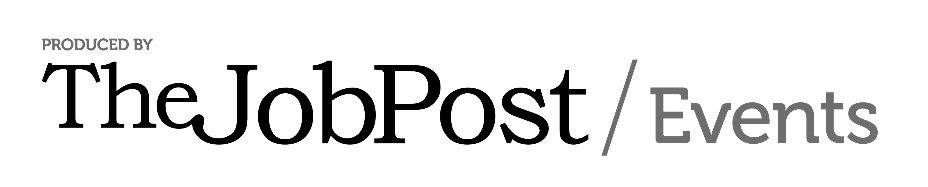 PRODUCED BY
TheJobPost / Events